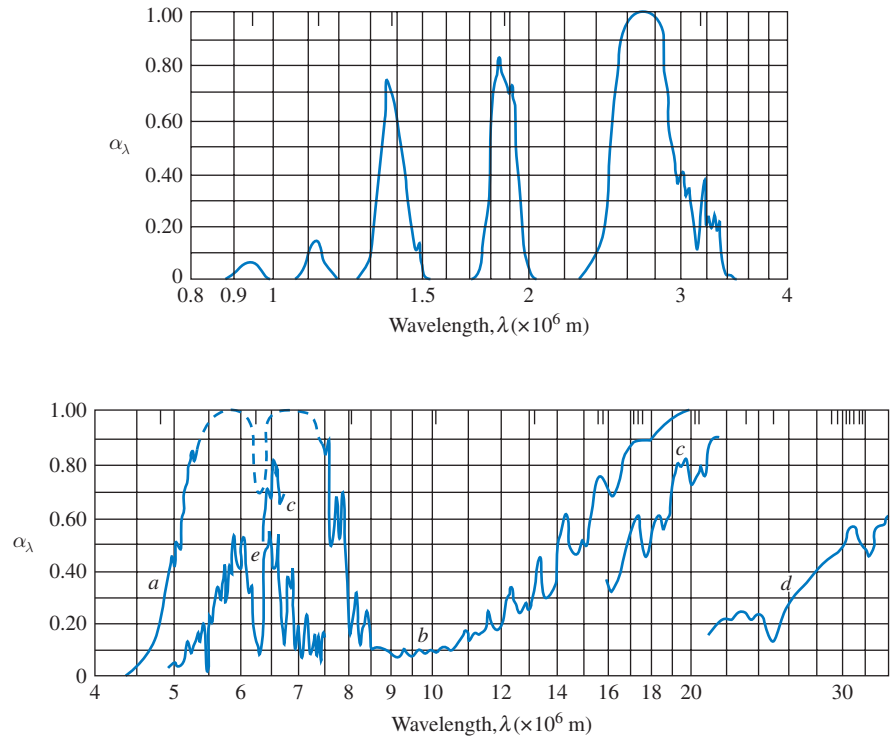 1.00
0.80
0.60
αλ
0.40
0.20
0
0.8 0.9 1 1.5 2 3 4
Wavelength, λ (×10⁶ m)
1.00
0.80
c
c
0.60
αλ
e
0.40
a
d
0.20
b
0
4 5 6 7 8 9 10 12 14 16 18 20 30
Wavelength, λ (×10⁶ m)